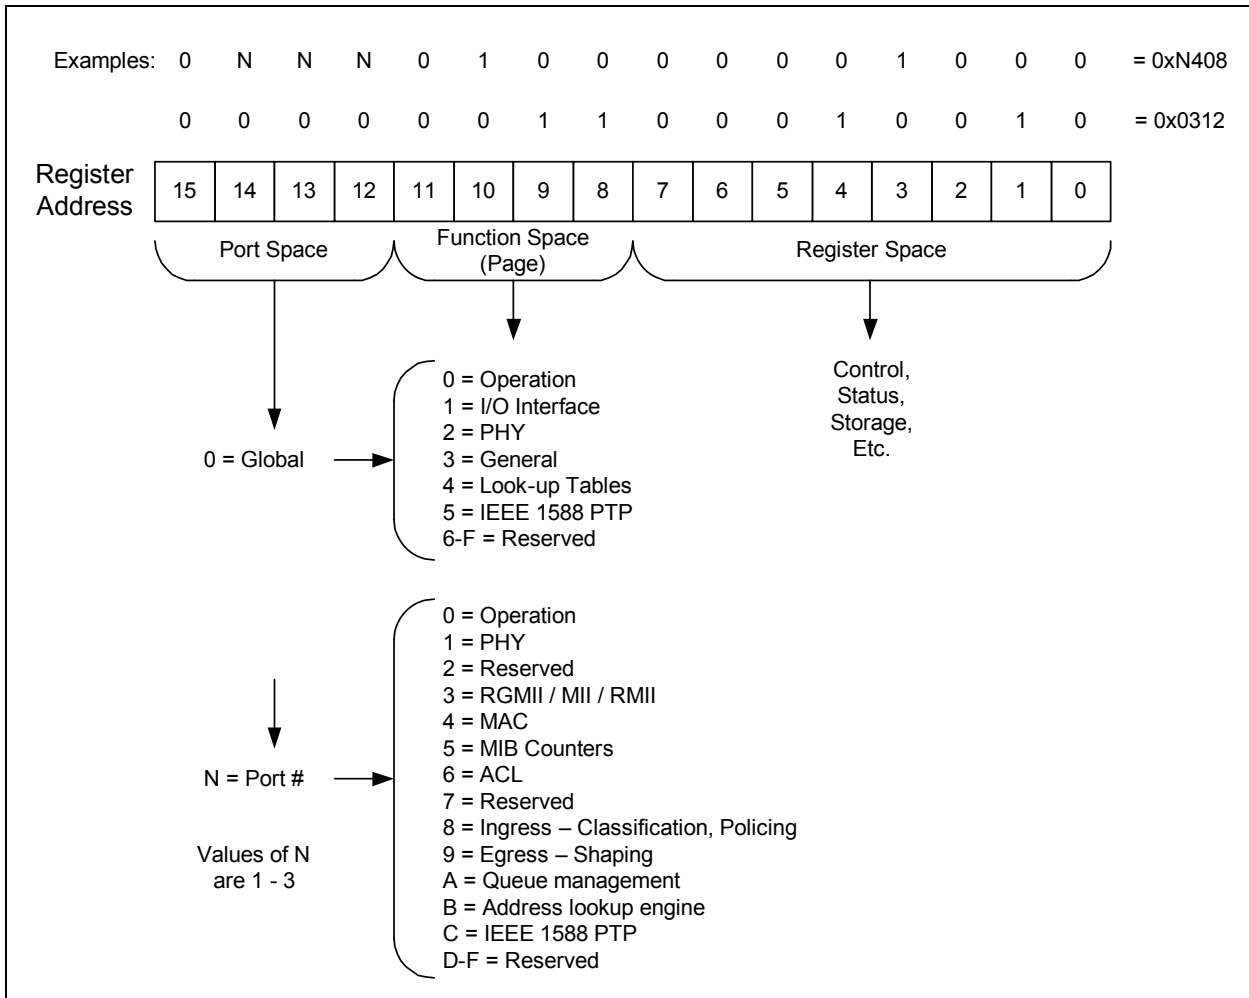 Examples: 0 N N N 0 1 0 0 0 0 0 0 1 0 0 0 = 0xN408
0 0 0 0 0 0 1 1 0 0 0 1 0 0 1 0 = 0x0312
Register
Address
15 14 13 12 11 10 9 8 7 6 5 4 3 2 1 0
Port Space
Function Space
(Page)
Register Space
0 = Global
0 = Operation
1 = I/O Interface
2 = PHY
3 = General
4 = Look-up Tables
5 = IEEE 1588 PTP
6-F = Reserved
Control,
Status,
Storage,
Etc.
N = Port #
Values of N
are 1 - 3
0 = Operation
1 = PHY
2 = Reserved
3 = RGMII / MII / RMII
4 = MAC
5 = MIB Counters
6 = ACL
7 = Reserved
8 = Ingress – Classification, Policing
9 = Egress – Shaping
A = Queue management
B = Address lookup engine
C = IEEE 1588 PTP
D-F = Reserved